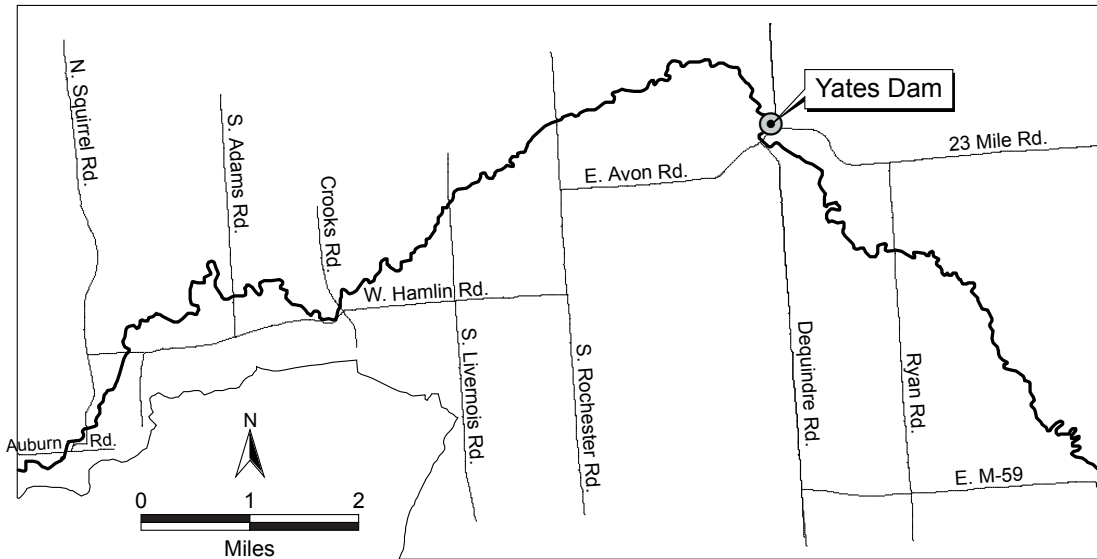 N. Squirrel Rd.
S. Adams Rd.
Crooks Rd.
Yates Dam
23 Mile Rd.
E. Avon Rd.
W. Hamlin Rd.
S. Livernois Rd.
S. Rochester Rd.
Dequindre Rd.
Ryan Rd.
Auburn Rd.
E. M-59
N
0 1 2
Miles